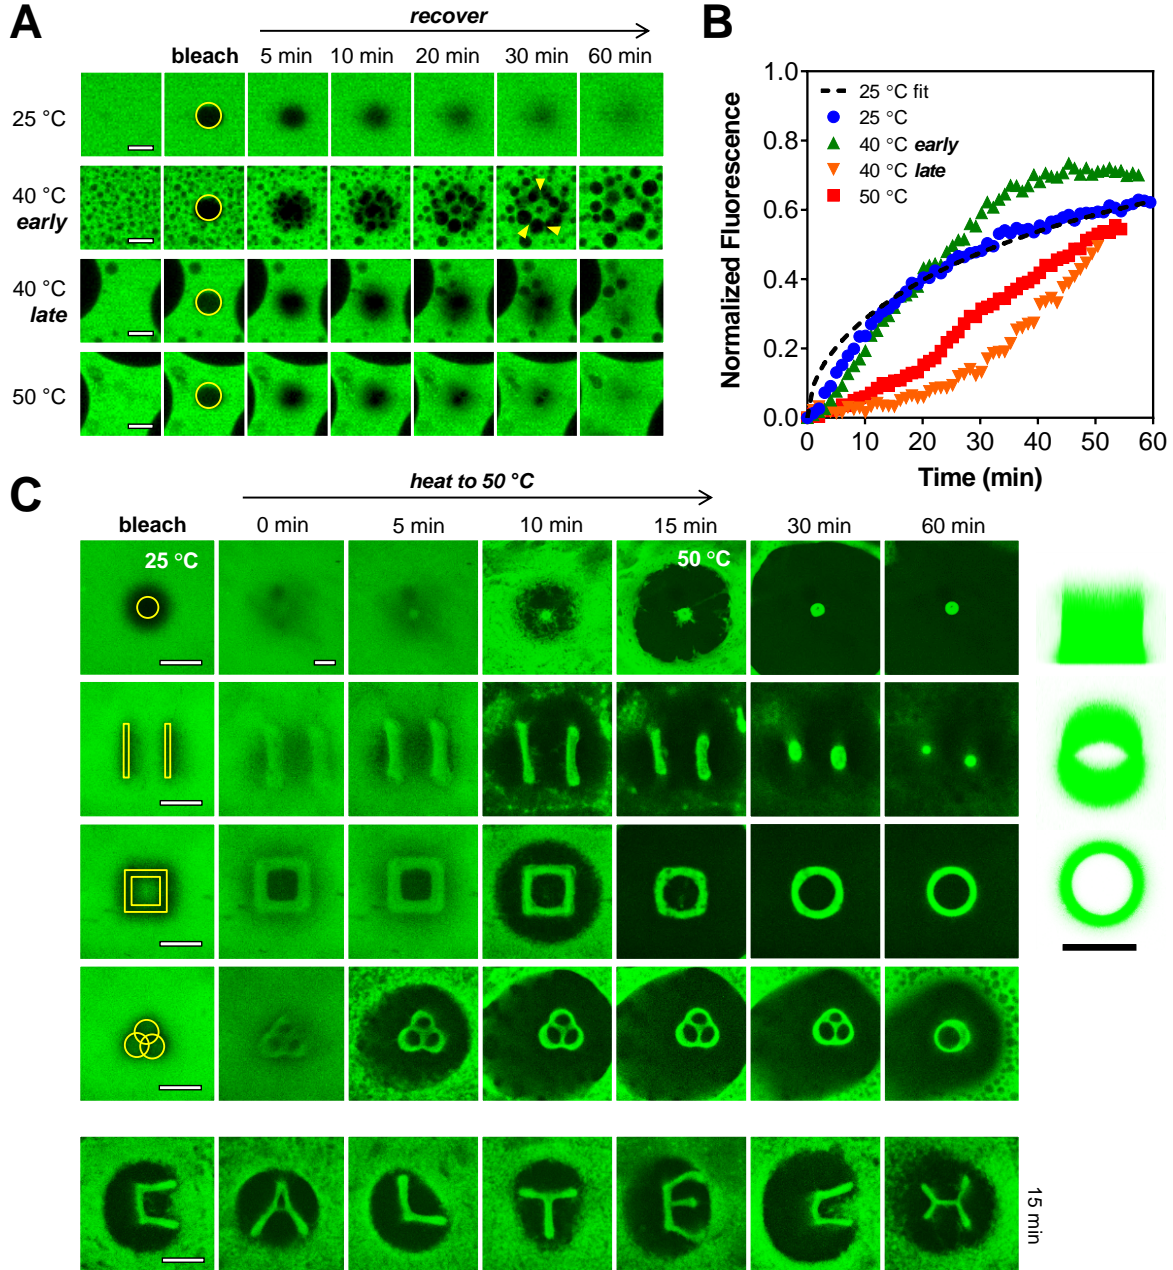 A
recover
bleach 5 min 10 min 20 min 30 min 60 min
25 °C
40 °C
early
40 °C
late
50 °C
B
Normalized Fluorescence
1.0
0.8
0.6
0.4
0.2
0.0
25 °C fit
25 °C
40 °C early
40 °C late
50 °C
0 10 20 30 40 50 60
Time (min)
C
heat to 50 °C
bleach 0 min 5 min 10 min 15 min 30 min 60 min
25 °C 50 °C
15 min